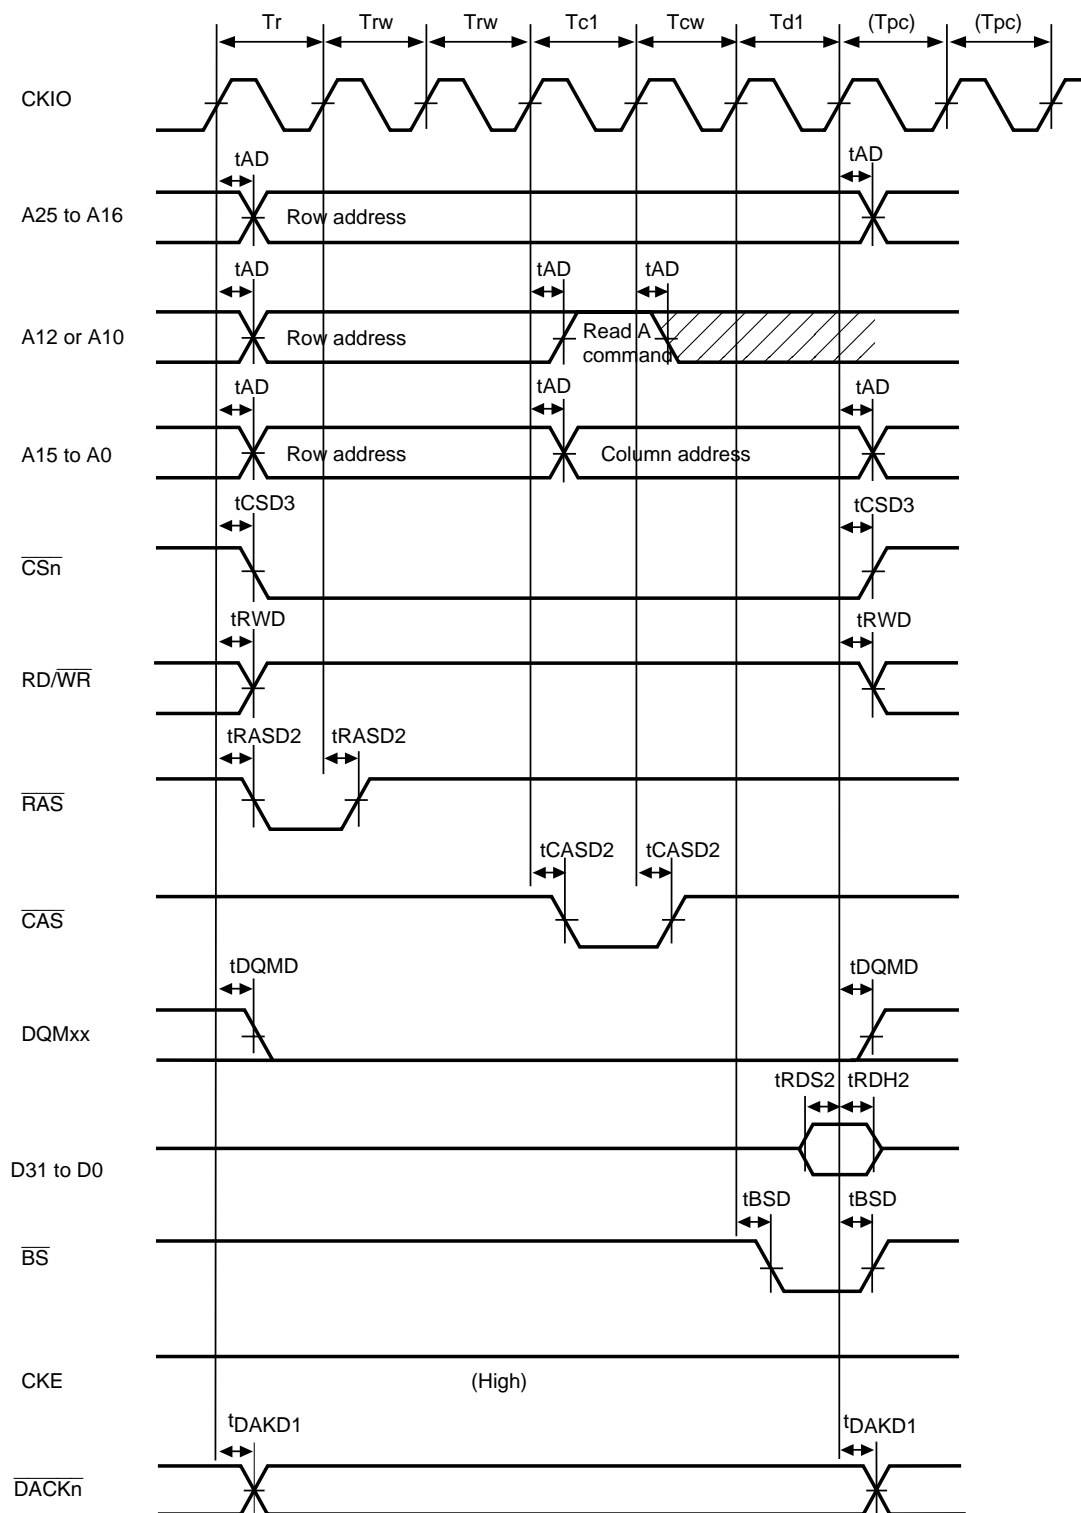 Tr Trw Trw Tc1 Tcw Td1 (Tpc) (Tpc)
CKIO
tAD tAD
A25 to A16 Row address
tAD tAD tAD
A12 or A10 Row address Read A command
tAD tAD tAD
A15 to A0 Row address Column address
tCSD3 tCSD3
CSn
tRWD tRWD
RD/WR
tRASD2 tRASD2
RAS
tCASD2 tCASD2
CAS
tDQMD tDQMD
DQMxx
tRDS2 tRDH2
D31 to D0
tBSD tBSD
BS
CKE (High)
tDAKD1 tDAKD1
DACKn